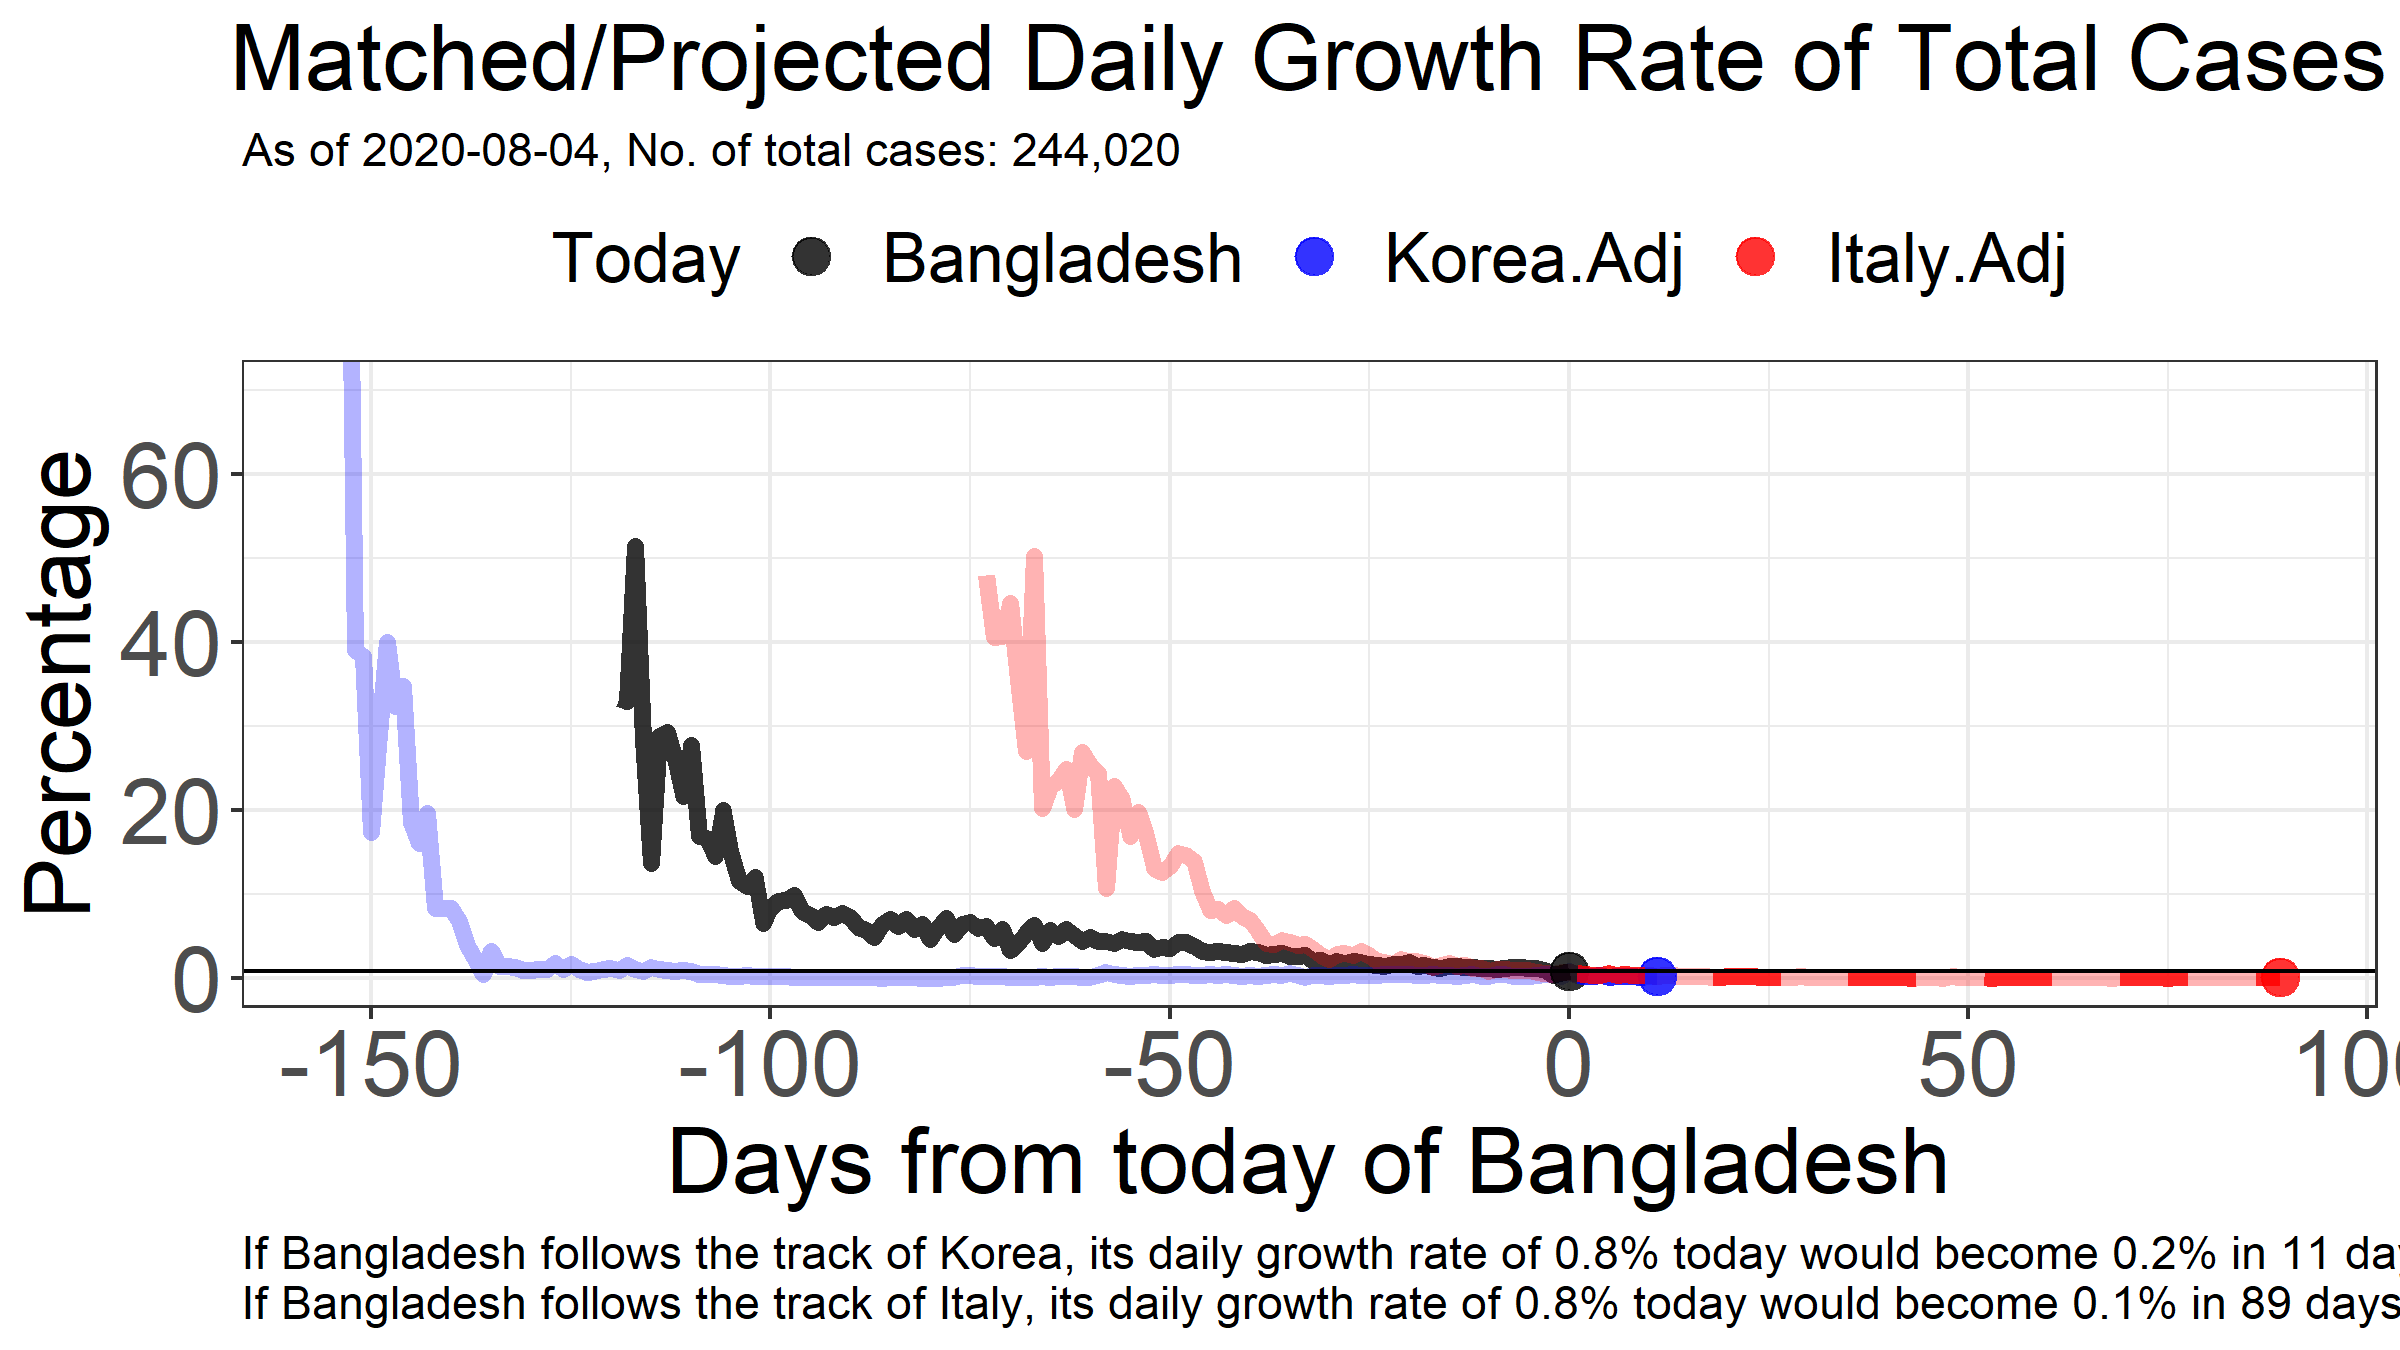 Matched/Projected Daily Growth Rate of Total Cases
As of 2020-08-04, No. of total cases: 244,020
Today Bangladesh Korea.Adj Italy.Adj
Percentage
60
40
20
0
-150 -100 -50 0 50
Days from today of Bangladesh
If Bangladesh follows the track of Korea, its daily growth rate of 0.8% today would become 0.2% in 11
If Bangladesh follows the track of Italy, its daily growth rate of 0.8% today would become 0.1% in 89 days